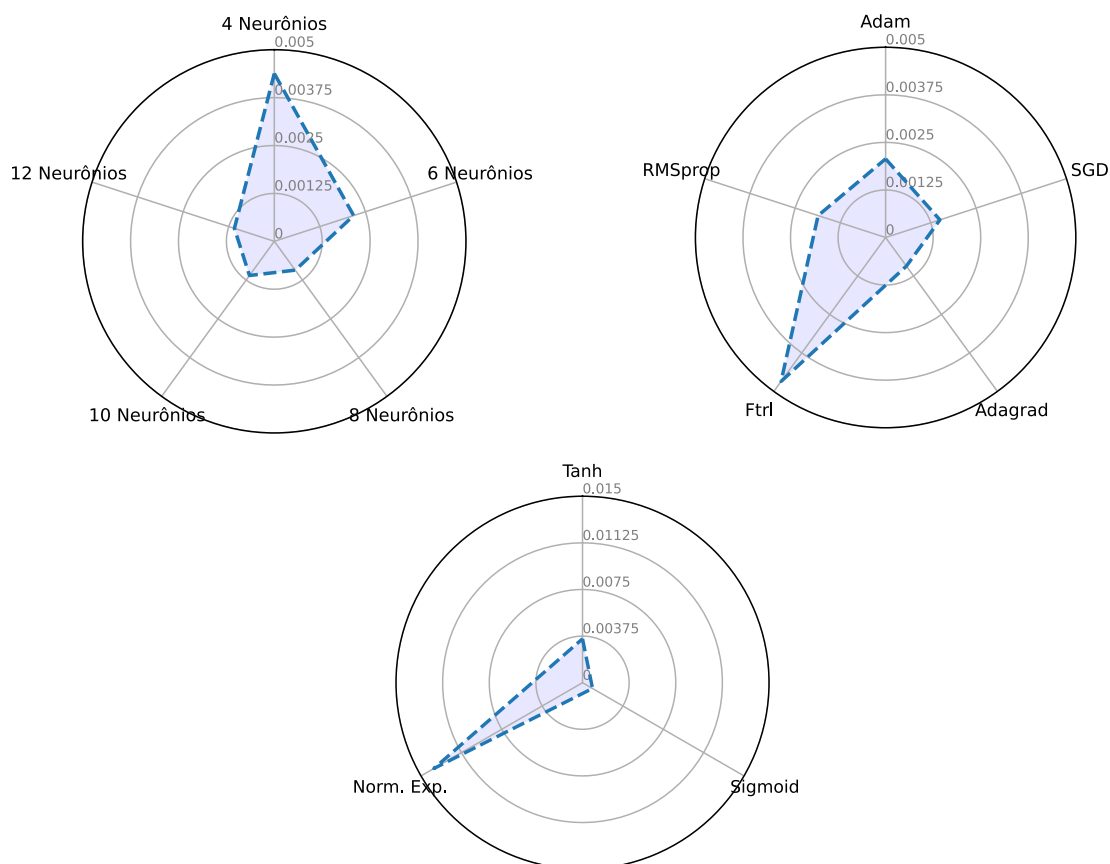 4 Neurônios
0.005
0.00375
0.0025
0.00125
0
12 Neurônios
6 Neurônios
10 Neurônios
8 Neurônios
Adam
0.005
0.00375
0.0025
0.00125
0
RMSprop
SGD
Ftrl
Adagrad
Tanh
0.015
0.01125
0.0075
0.00375
0
Norm. Exp.
Sigmoid